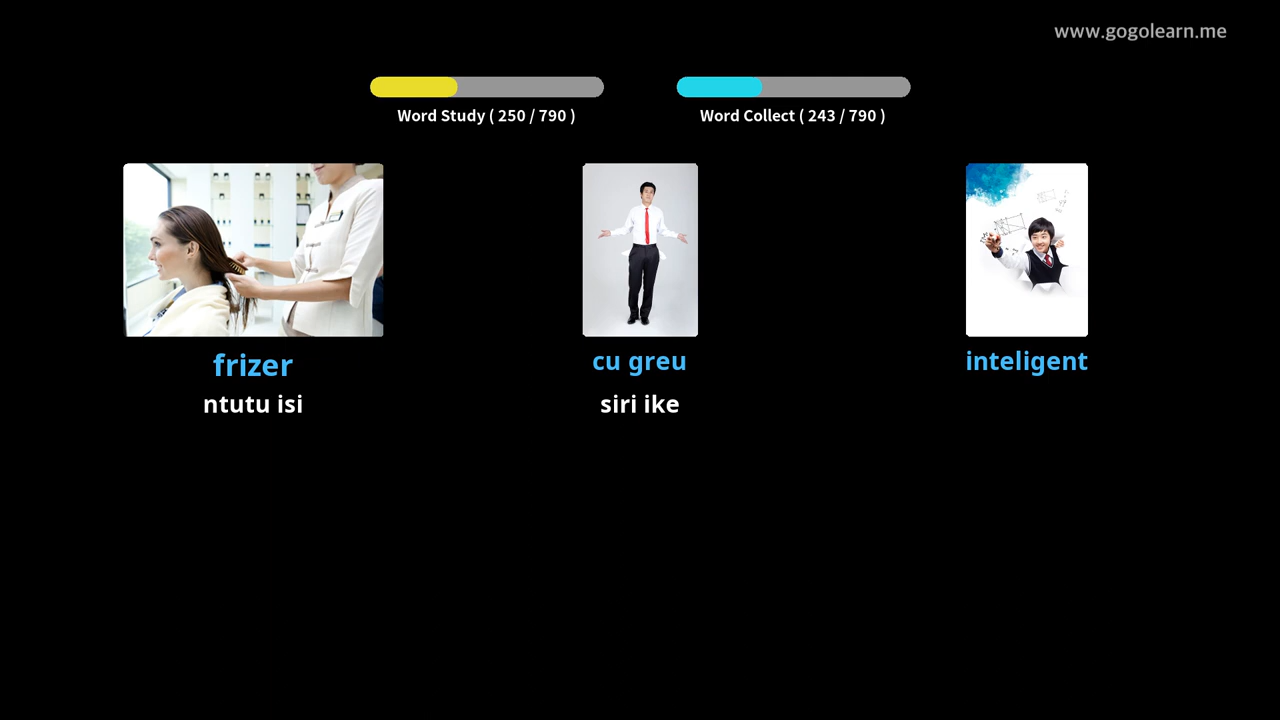 www.gogolearn.me
Word Study ( 250 / 790 )
Word Collect ( 243 / 790 )
frizer
cu greu
inteligent
ntutu isi
siri ike